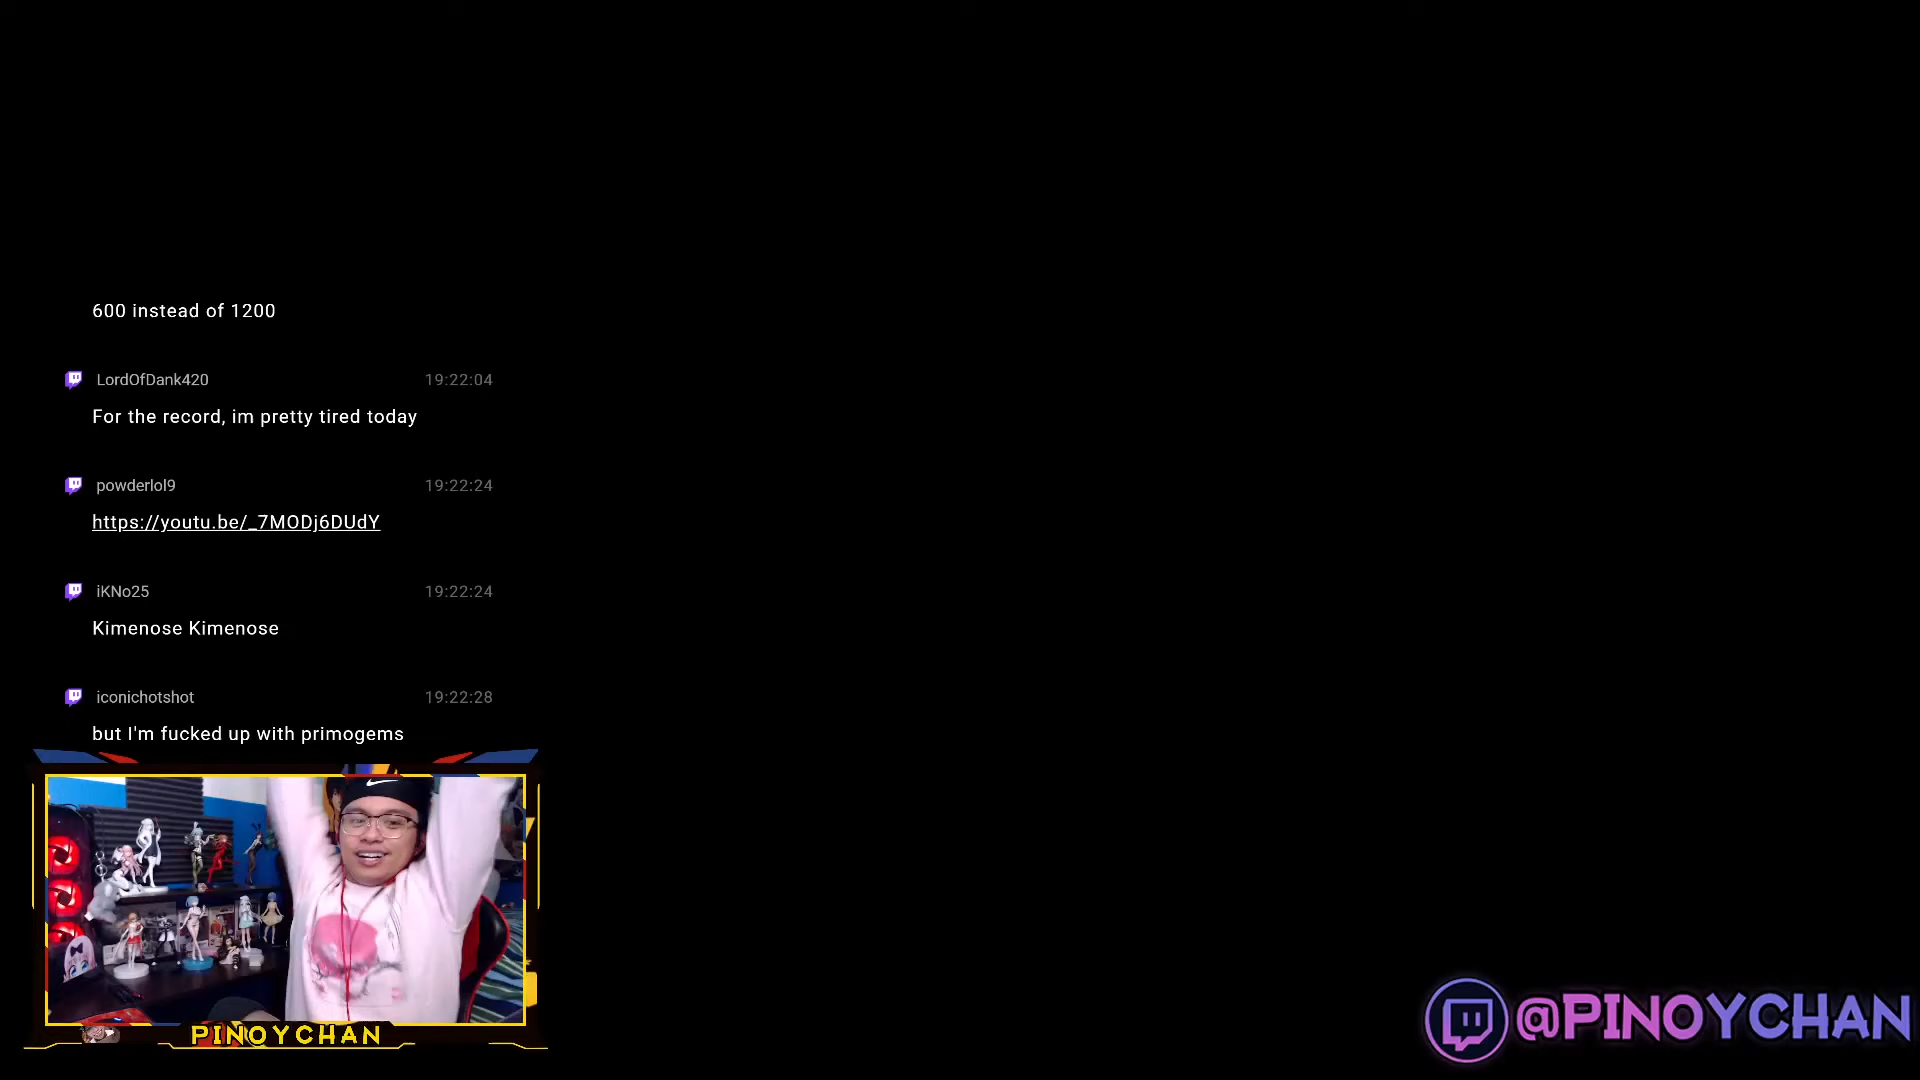 600 instead of 1200
LordOfDank420 19:22:04
For the record, im pretty tired today
powderlol9 19:22:24
https://youtu.be/_7MODj6DUdY
iKNo25 19:22:24
Kimenose Kimenose
iconichotshot 19:22:28
but I'm fucked up with primogems
PINOYCHAN
@PINOYCHAN